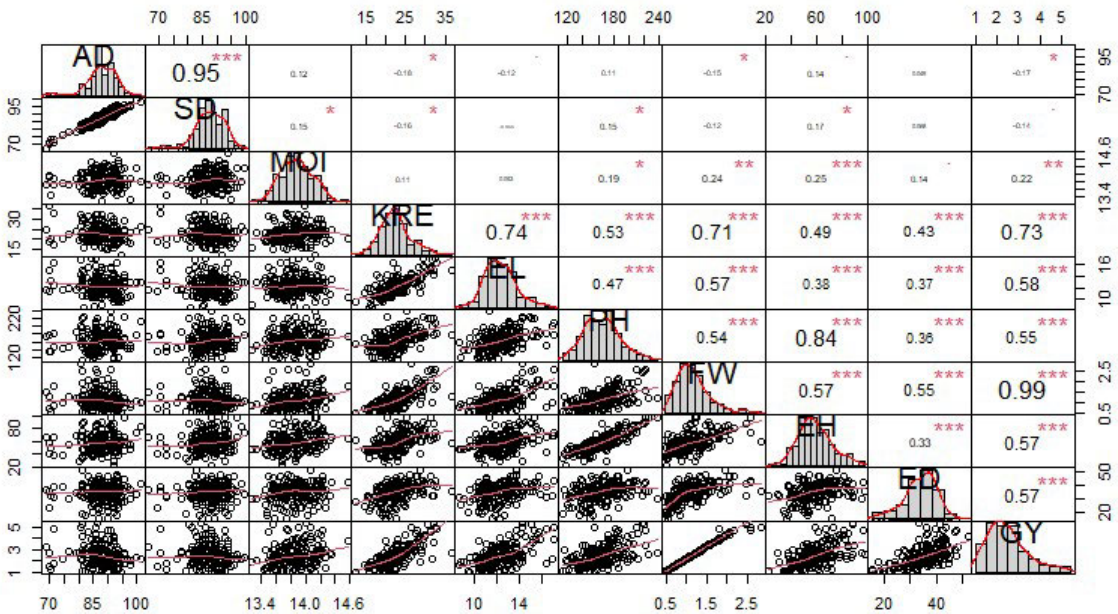 70 85 100 15 25 35 120 180 240 20 60 100 1 2 3 4 5
AD 0.95 *** 0.12 -0.18 * -0.12 . 0.11 -0.15 * 0.14 . -0.17 * 70 95
70 95 SD 0.15 * -0.16 * 0.15 * -0.12 0.17 * -0.14 .
MOI 0.11 0.19 * 0.24 ** 0.25 *** 0.14 . 0.22 ** 13.4 14.6
15 30 KRE 0.74 *** 0.53 *** 0.71 *** 0.49 *** 0.43 *** 0.73 ***
EL 0.47 *** 0.57 *** 0.38 *** 0.37 *** 0.58 *** 10 16
120 220 PH 0.54 *** 0.84 *** 0.36 *** 0.55 ***
FW 0.57 *** 0.55 *** 0.99 *** 0.5 2.5
20 80 EH 0.33 *** 0.57 ***
ED 0.57 *** 20 50
1 3 5 GY
70 85 100 13.4 14.0 14.6 10 14 0.5 1.5 2.5 20 40